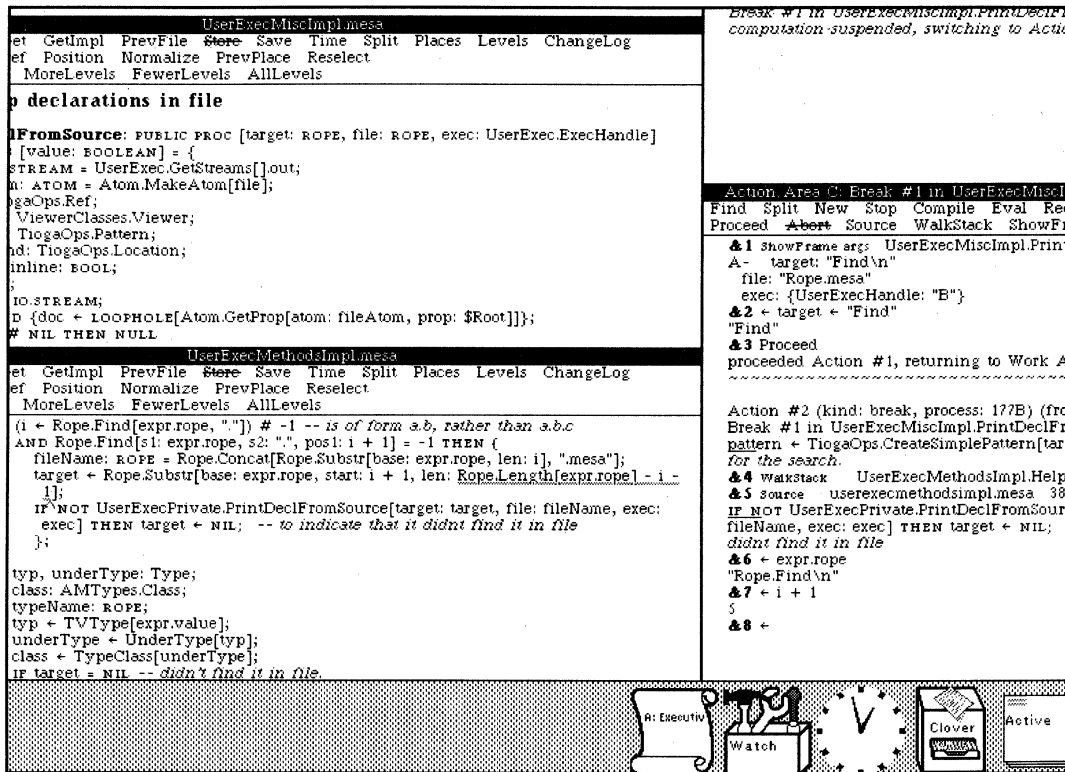 UserExecMiscImpl.mesa
et GetImpl PrevFile Store Save Time Split Places Levels ChangeLog
ef Position Normalize PrevPlace Reselect
MoreLevels FewerLevels AllLevels
p declarations in file
lFromSource: PUBLIC PROC [target: ROPE, file: ROPE, exec: UserExec.ExecHandle]
[value: BOOLEAN] = {
STREAM = UserExec.GetStreams[].out;
m: ATOM = Atom.MakeAtom[file];
ogaOps.Ref;
ViewerClasses.Viewer;
TiogaOps.Pattern;
nd: TiogaOps.Location;
inline: BOOL;
;
IO.STREAM;
D {doc ← LOOPHOLE[Atom.GetProp[atom: fileAtom, prop: $Root]]};
# NIL THEN NULL
UserExecMethodsImpl.mesa
et GetImpl PrevFile Store Save Time Split Places Levels ChangeLog
ef Position Normalize PrevPlace Reselect
MoreLevels FewerLevels AllLevels
(i ← Rope.Find[expr.rope, "."]) # -1 -- is of form a.b, rather than a.b.c
AND Rope.Find[s1: expr.rope, s2: ".", pos1: i + 1] = -1 THEN {
fileName: ROPE = Rope.Concat[Rope.Substr[base: expr.rope, len: i], ".mesa"];
target ← Rope.Substr[base: expr.rope, start: i + 1, len: Rope.Length[expr.rope] - i -
1];
IF NOT UserExecPrivate.PrintDeclFromSource[target: target, file: fileName, exec:
exec] THEN target ← NIL; -- to indicate that it didnt find it in file
};
typ, underType: Type;
class: AMTypes.Class;
typeName: ROPE;
typ ← TVType[expr.value];
underType ← UnderType[typ];
class ← TypeClass[underType];
IF target = NIL -- didn't find it in file.
Break #1 in UserExecMiscImpl.PrintDeclF
computation suspended, switching to Actio
Action Area C: Break #1 in UserExecMiscI
Find Split New Stop Compile Eval Re
Proceed Abort Source WalkStack ShowFr
&1 ShowFrame args UserExecMiscImpl.Print
A- target: "Find\n"
file: "Rope.mesa"
exec: {UserExecHandle: "B"}
&2 ← target ← "Find"
"Find"
&3 Proceed
proceeded Action #1, returning to Work A
~~~~~~~~~~~~~~~~~~~~~~~~~~~~~~
Action #2 (kind: break, process: 177B) (fro
Break #1 in UserExecMiscImpl.PrintDeclFr
pattern ← TiogaOps.CreateSimplePattern[tar
for the search.
&4 WalkStack UserExecMethodsImpl.Help
&5 Source userexecmethodsimpl.mesa 38
IF NOT UserExecPrivate.PrintDeclFromSour
fileName, exec: exec] THEN target ← NIL;
didnt find it in file
&6 ← expr.rope
"Rope.Find\n"
&7 ← i + 1
5
&8 ←
A: Executiv
Watch
Clover
Active